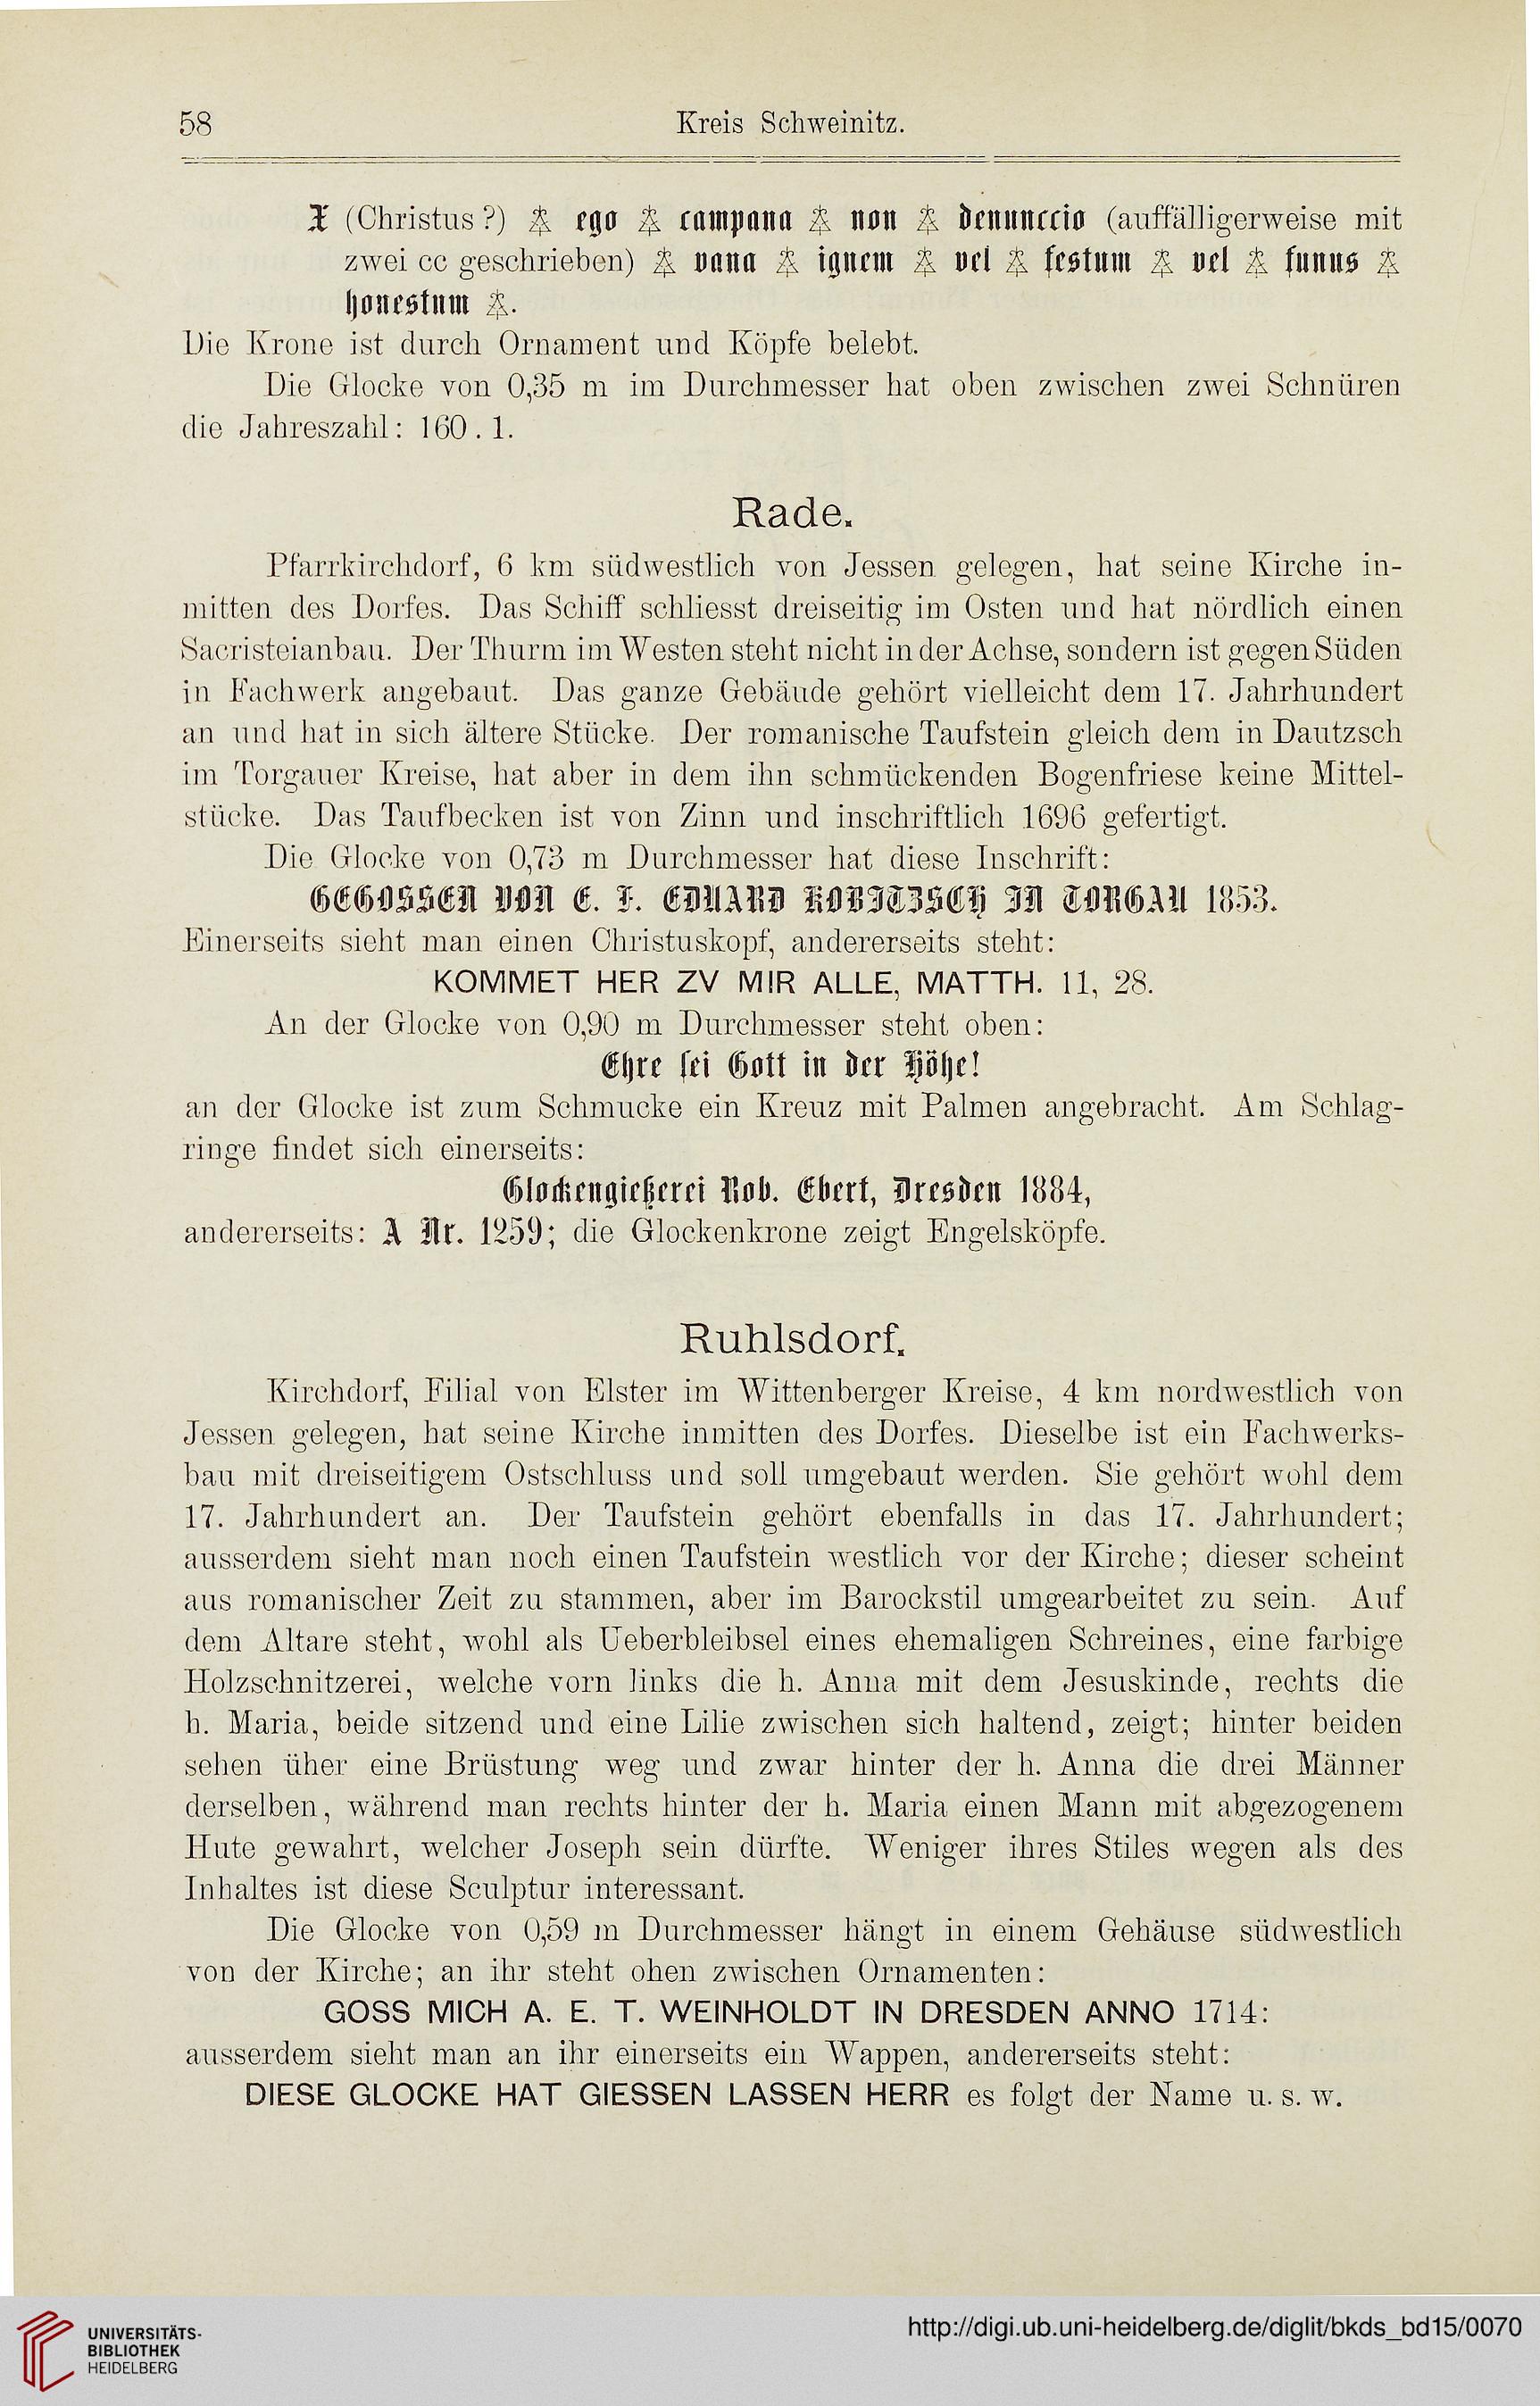 58 Kreis Schweinitz.
X (Christus?) ego campana non denunccio (auffälligerweise mit
zwei cc geschrieben) vana ignem vel festum vel funus
honestum .
Die Krone ist durch Ornament und Köpfe belebt.
Die Glocke von 0,35 m im Durchmesser hat oben zwischen zwei Schnüren
die Jahreszahl: 160.1.
Rade.
Pfarrkirchdorf, 6 km südwestlich von Jessen gelegen, hat seine Kirche in-
mitten des Dorfes. Das Schiff schliesst dreiseitig im Osten und hat nördlich einen
Sacristeianbau. Der Thurm im Westen steht nicht in der Achse, sondern ist gegen Süden
in Fachwerk angebaut. Das ganze Gebäude gehört vielleicht dem 17. Jahrhundert
an und hat in sich ältere Stücke. Der romanische Taufstein gleich dem in Dautzsch
im Torgauer Kreise, hat aber in dem ihn schmückenden Bogenfriese keine Mittel-
stücke. Das Taufbecken ist von Zinn und inschriftlich 1696 gefertigt.
Die Glocke von 0,73 m Durchmesser hat diese Inschrift:
GEGOSSEN VON E. F. EDUARD KOBITZSCH IN TORGAU 1853.
Einerseits sieht man einen Christuskopf, andererseits steht:
KOMMET HER ZV MIR ALLE, MATTH. 11, 28.
An der Glocke von 0,90 m Durchmesser steht oben:
Ehre sei Gott in der Höhe!
an der Glocke ist zum Schmucke ein Kreuz mit Palmen angebracht. Am Schlag-
ringe findet sich einerseits:
Glockengießerei Rob. Ebert, Dresden 1884,
andererseits: A Nr. 1259; die Glockenkrone zeigt Engelsköpfe.
Ruhlsdorf.
Kirchdorf, Filial von Elster im Wittenberger Kreise, 4 km nordwestlich von
Jessen gelegen, hat seine Kirche inmitten des Dorfes. Dieselbe ist ein Fachwerks-
bau mit dreiseitigem Ostschluss und soll umgebaut werden. Sie gehört wohl dem
17. Jahrhundert an. Der Taufstein gehört ebenfalls in das 17. Jahrhundert;
ausserdem sieht man noch einen Taufstein westlich vor der Kirche; dieser scheint
aus romanischer Zeit zu stammen, aber im Barockstil umgearbeitet zu sein. Auf
dem Altare steht, wohl als Ueberbleibsel eines ehemaligen Schreines, eine farbige
Holzschnitzerei, welche vorn links die h. Anna mit dem Jesuskinde, rechts die
h. Maria, beide sitzend und eine Lilie zwischen sich haltend, zeigt; hinter beiden
sehen üher eine Brüstung weg und zwar hinter der h. Anna die drei Männer
derselben, während man rechts hinter der h. Maria einen Mann mit abgezogenem
Hute gewahrt, welcher Joseph sein dürfte. Weniger ihres Stiles wegen als des
Inhaltes ist diese Sculptur interessant.
Die Glocke von 0,59 m Durchmesser hängt in einem Gehäuse südwestlich
von der Kirche; an ihr steht ohen zwischen Ornamenten:
GOSS MICH A. E. T. WEINHOLDT IN DRESDEN ANNO 1714:
ausserdem sieht man an ihr einerseits ein Wappen, andererseits steht:
DIESE GLOCKE HAT GIESSEN LASSEN HERR es folgt der Name u. s. w.
UNIVERSITÄTS-
BIBLIOTHEK
HEIDELBERG
http://digi.ub.uni-heidelberg.de/diglit/bkds_bd15/0070